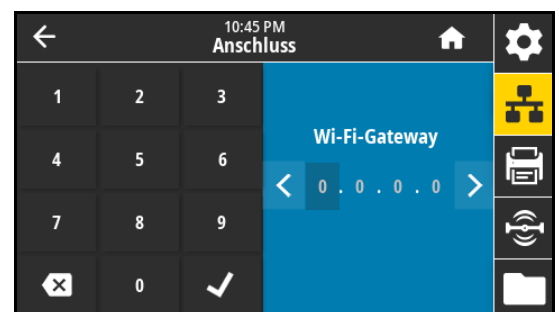 10:45 PM
Anschluss
1 2 3
4 5 6
7 8 9
0
Wi-Fi-Gateway
0 . 0 . 0 . 0